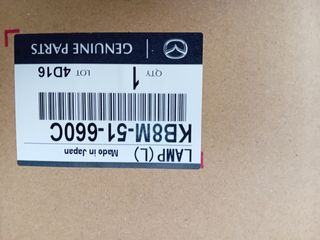 GENUINE PARTS
QTY LOT
1 4D16
KB8M-51-660C
LAMP (L) Made in Japan